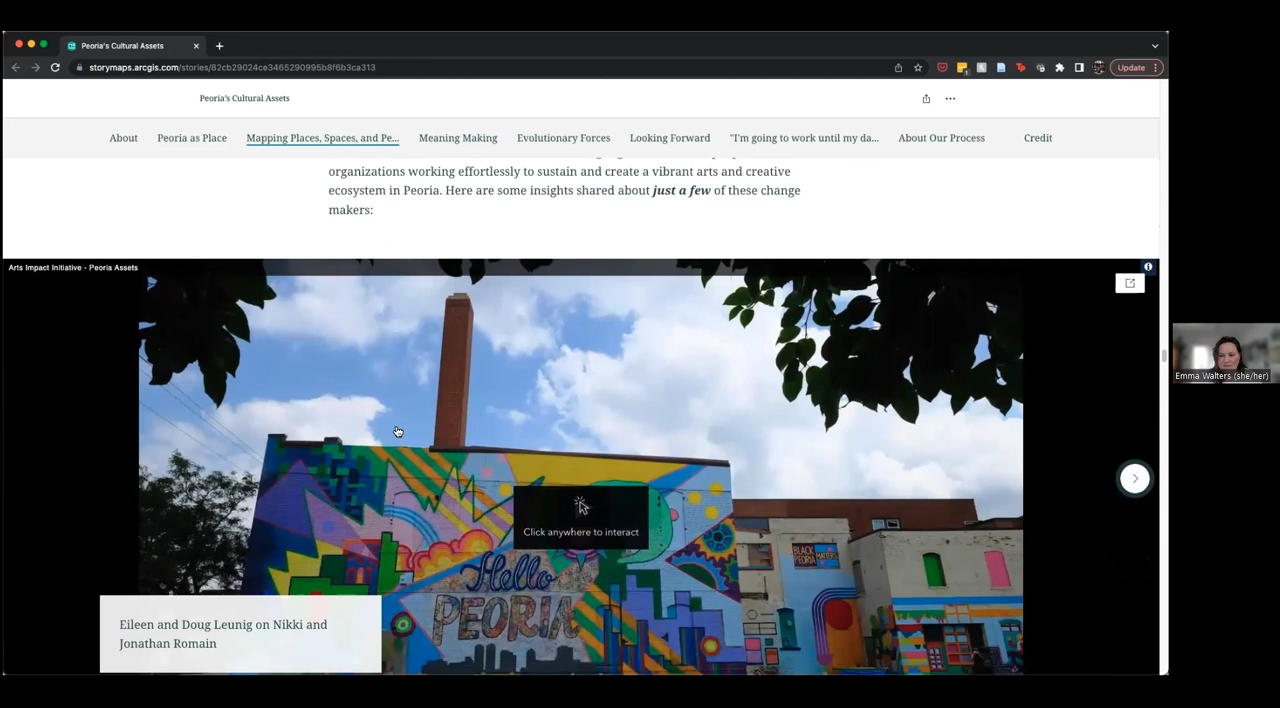 Peoria's Cultural Assets
storymaps.arcgis.com/stories/82cb29024ce3465290995b8f6b3ca313
Update
Peoria's Cultural Assets
About Peoria as Place Mapping Places, Spaces, and Pe... Meaning Making Evolutionary Forces Looking Forward "I'm going to work until my da... About Our Process Credit
organizations working effortlessly to sustain and create a vibrant arts and creative
ecosystem in Peoria. Here are some insights shared about just a few of these change
makers:
Arts Impact Initiative - Peoria Assets
Emma Walters (she/her)
Click anywhere to interact
BLACK
PEORIA
MATTERS
Hello
PEORIA
Eileen and Doug Leunig on Nikki and
Jonathan Romain